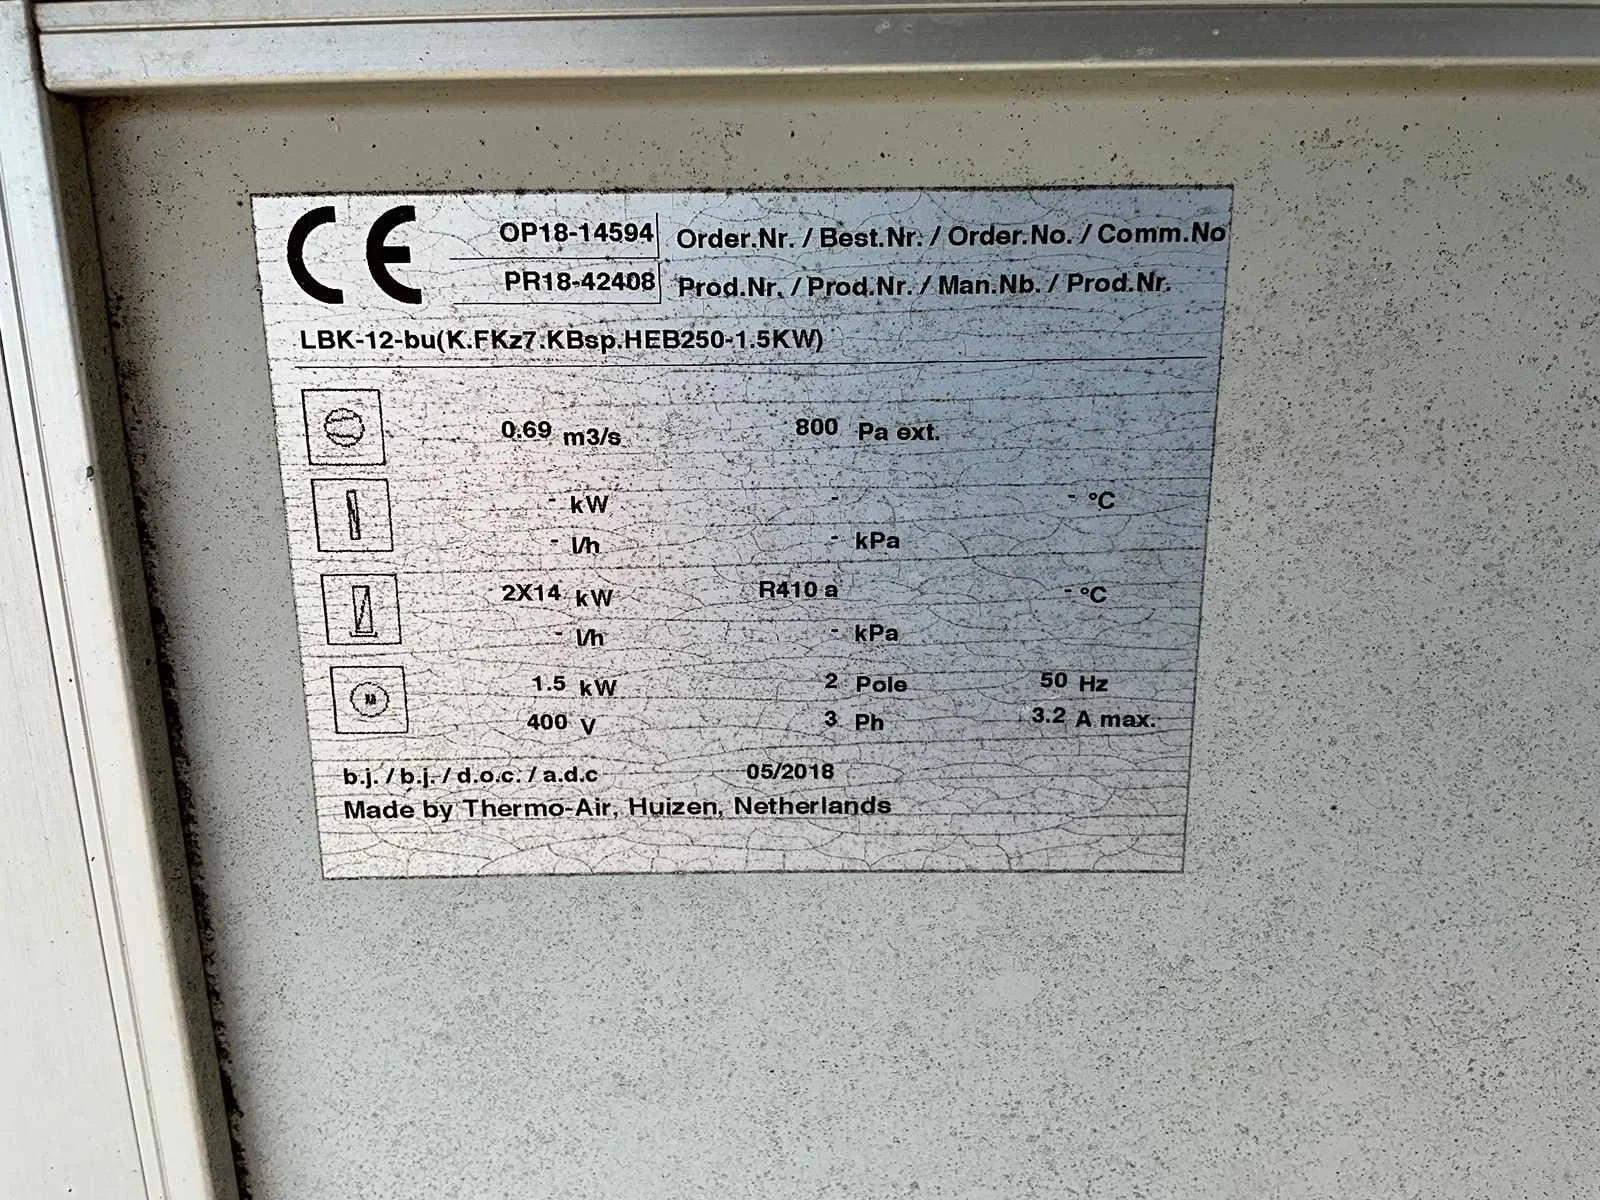 CE
OP18-14594 Order.Nr. / Best.Nr. / Order.No. / Comm.No
PR18-42408 Prod.Nr. / Prod.Nr. / Man.Nb. / Prod.Nr.
LBK-12-bu(K.FKz7.KBsp.HEB250-1.5KW)
0.69 m3/s 800 Pa ext.
- kW - - °C
- l/h - kPa
2X14 kW R410 a - °C
- l/h - kPa
M 1.5 kW 2 Pole 50 Hz
400 V 3 Ph 3.2 A max.
b.j. / b.j. / d.o.c. / a.d.c 05/2018
Made by Thermo-Air, Huizen, Netherlands